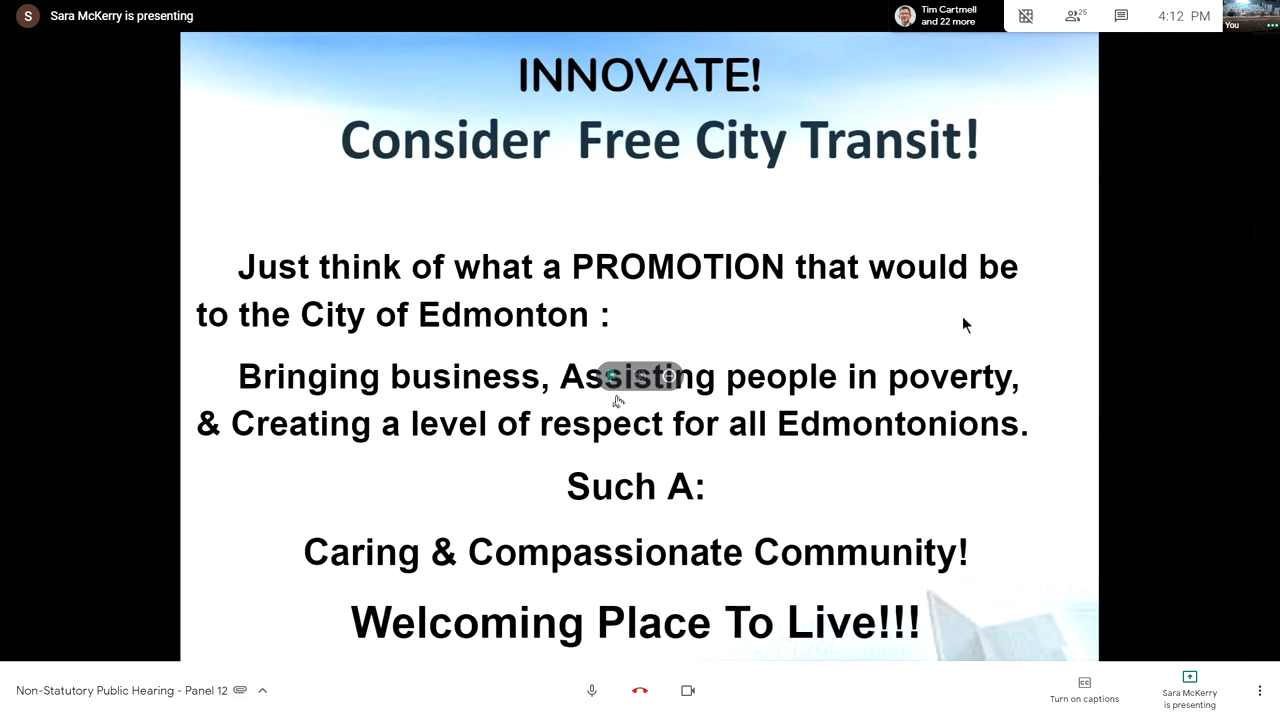 S Sara McKerry is presenting
Tim Cartmell
and 22 more
25
4:12 PM
You
INNOVATE!
Consider Free City Transit!
Just think of what a PROMOTION that would be
to the City of Edmonton :
Bringing business, Assisting people in poverty,
& Creating a level of respect for all Edmontonions.
Such A:
Caring & Compassionate Community!
Welcoming Place To Live!!!
Non-Statutory Public Hearing - Panel 12
CC
Turn on captions
Sara McKerry
is presenting